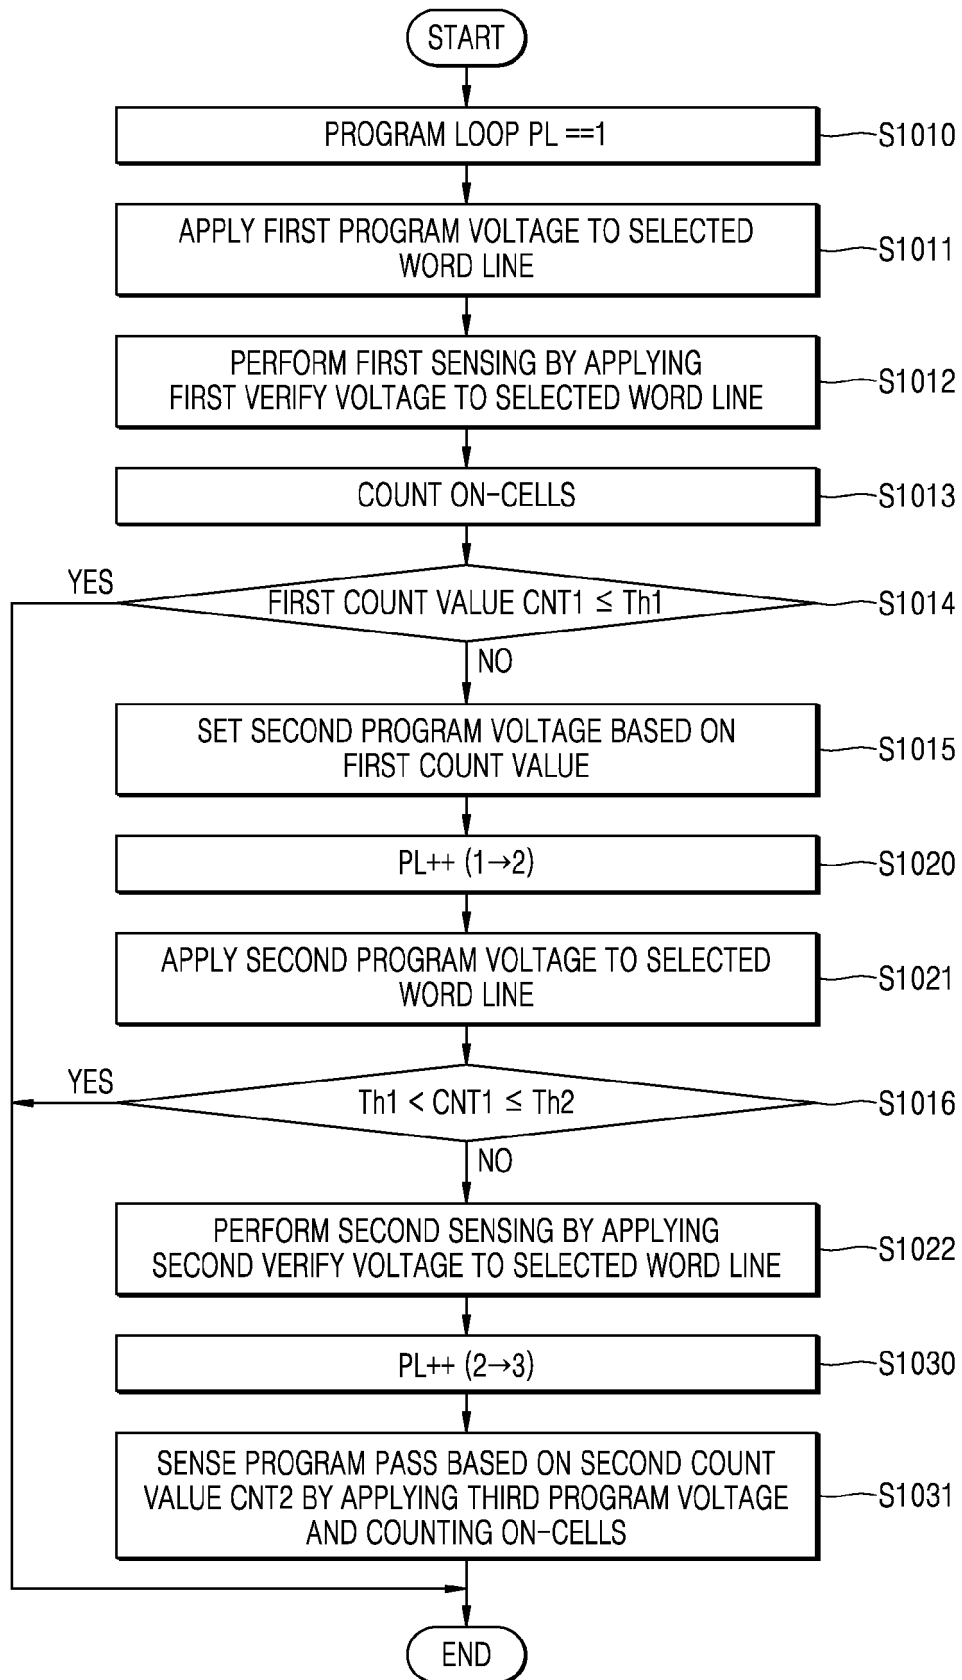 START
PROGRAM LOOP PL ==1
S1010
APPLY FIRST PROGRAM VOLTAGE TO SELECTED
WORD LINE
S1011
PERFORM FIRST SENSING BY APPLYING
FIRST VERIFY VOLTAGE TO SELECTED WORD LINE
S1012
COUNT ON-CELLS
S1013
YES
FIRST COUNT VALUE CNT1 ≤ Th1
S1014
NO
SET SECOND PROGRAM VOLTAGE BASED ON
FIRST COUNT VALUE
S1015
PL++ (1→2)
S1020
APPLY SECOND PROGRAM VOLTAGE TO SELECTED
WORD LINE
S1021
YES
Th1 < CNT1 ≤ Th2
S1016
NO
PERFORM SECOND SENSING BY APPLYING
SECOND VERIFY VOLTAGE TO SELECTED WORD LINE
S1022
PL++ (2→3)
S1030
SENSE PROGRAM PASS BASED ON SECOND COUNT
VALUE CNT2 BY APPLYING THIRD PROGRAM VOLTAGE
AND COUNTING ON-CELLS
S1031
END